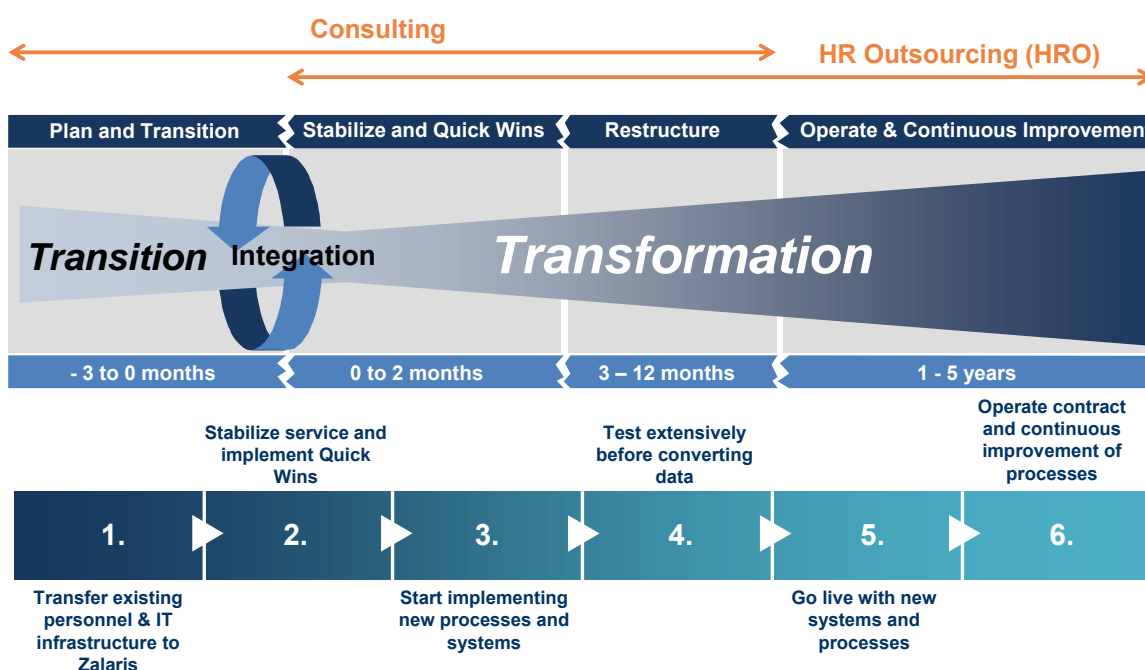 Consulting
HR Outsourcing (HRO)
Plan and Transition
Stabilize and Quick Wins
Restructure
Operate & Continuous Improvemen
Transition
Integration
Transformation
- 3 to 0 months
0 to 2 months
3 – 12 months
1 - 5 years
Stabilize service and
implement Quick
Wins
Test extensively
before converting
data
Operate contract
and continuous
improvement of
processes
1.
2.
3.
4.
5.
6.
Transfer existing
personnel & IT
infrastructure to
Zalaris
Start implementing
new processes and
systems
Go live with new
systems and
processes